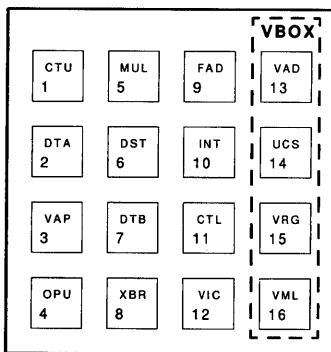 VBOX
CTU MUL FAD VAD
1 5 9 13
DTA DST INT UCS
2 6 10 14
VAP DTB CTL VRG
3 7 11 15
OPU XBR VIC VML
4 8 12 16